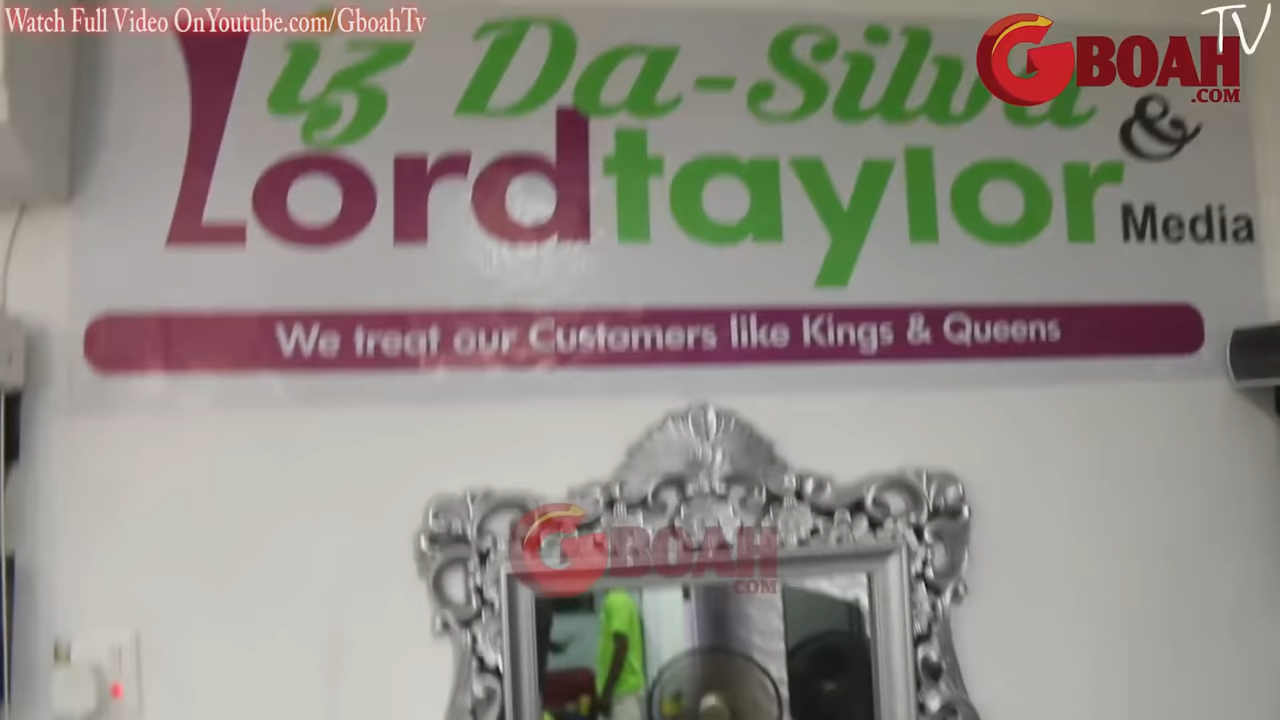 Watch Full Video OnYoutube.com/GboahTv
TV
GBOAH
.COM
Liz Da-Silva
&
Lordtaylor
Media
We treat our Customers like Kings & Queens
GBOAH
.COM